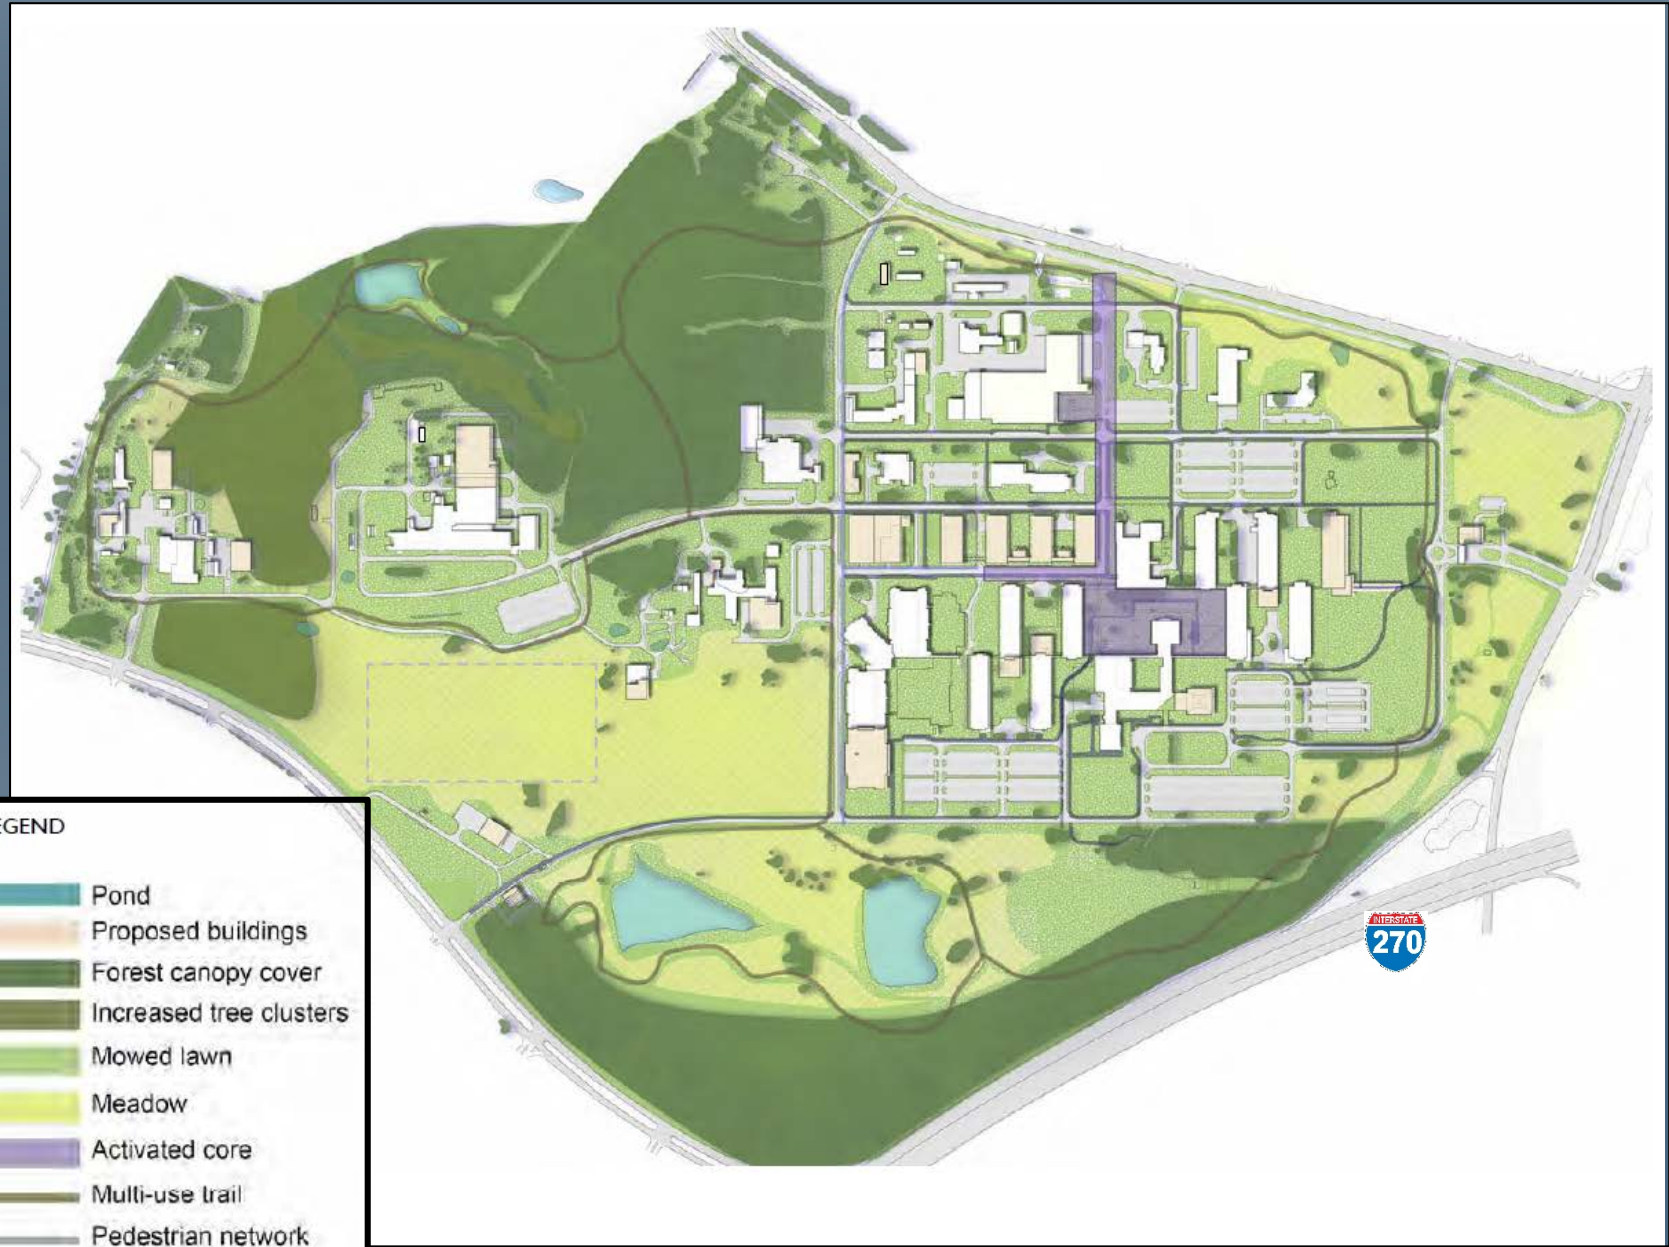 EGEND
Pond
Proposed buildings
Forest canopy cover
Increased tree clusters
Mowed lawn
Meadow
Activated core
Multi-use trail
Pedestrian network
INTERSTATE
270